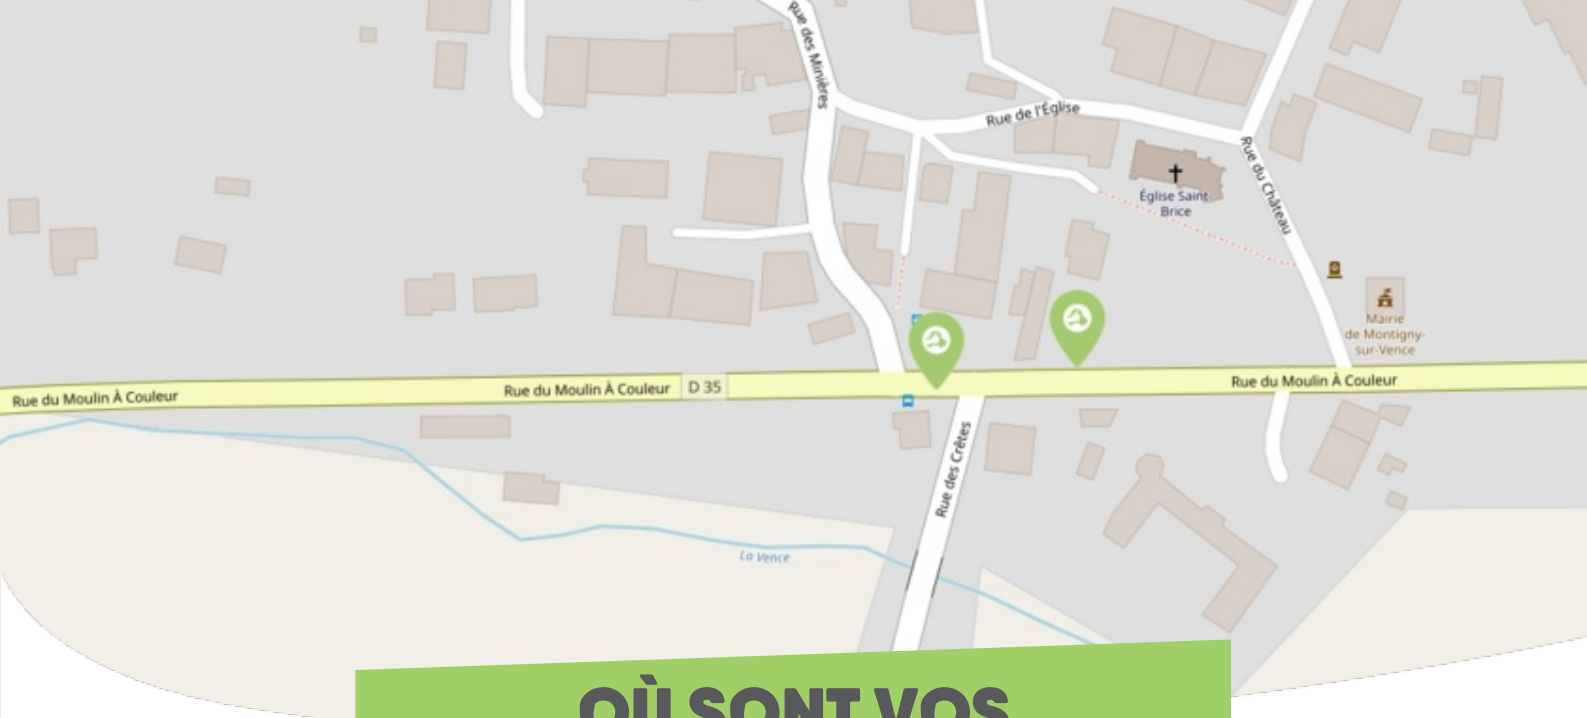 Rue des Minières
Rue de l'Église
Rue du Château
Église Saint-
Brice
Mairie
de Montigny-
sur-Vence
Rue du Moulin À Couleur
Rue du Moulin À Couleur
D 35
Rue du Moulin À Couleur
Rue des Crêtes
La Vence
OÙ SONT VOS